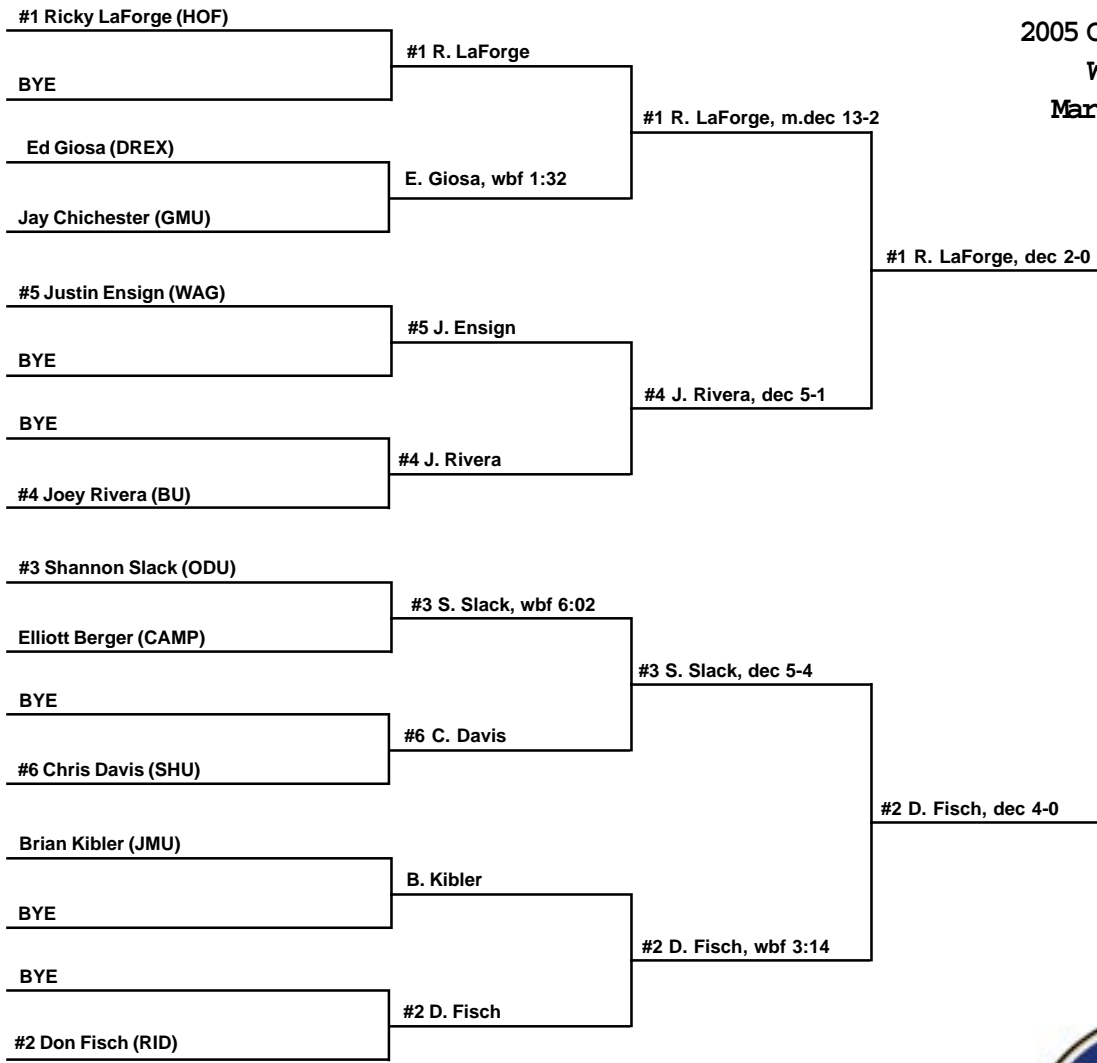 #1 Ricky LaForge (HOF)
BYE
Ed Giosa (DREX)
Jay Chichester (GMU)
#5 Justin Ensign (WAG)
BYE
BYE
#4 Joey Rivera (BU)
#3 Shannon Slack (ODU)
Elliott Berger (CAMP)
BYE
#6 Chris Davis (SHU)
Brian Kibler (JMU)
BYE
BYE
#2 Don Fisch (RID)
#1 R. LaForge
E. Giosa, wbf 1:32
#5 J. Ensign
#4 J. Rivera
#3 S. Slack, wbf 6:02
#6 C. Davis
B. Kibler
#2 D. Fisch
#1 R. LaForge, m.dec 13-2
#4 J. Rivera, dec 5-1
#3 S. Slack, dec 5-4
#2 D. Fisch, wbf 3:14
#1 R. LaForge, dec 2-0
#2 D. Fisch, dec 4-0
2005